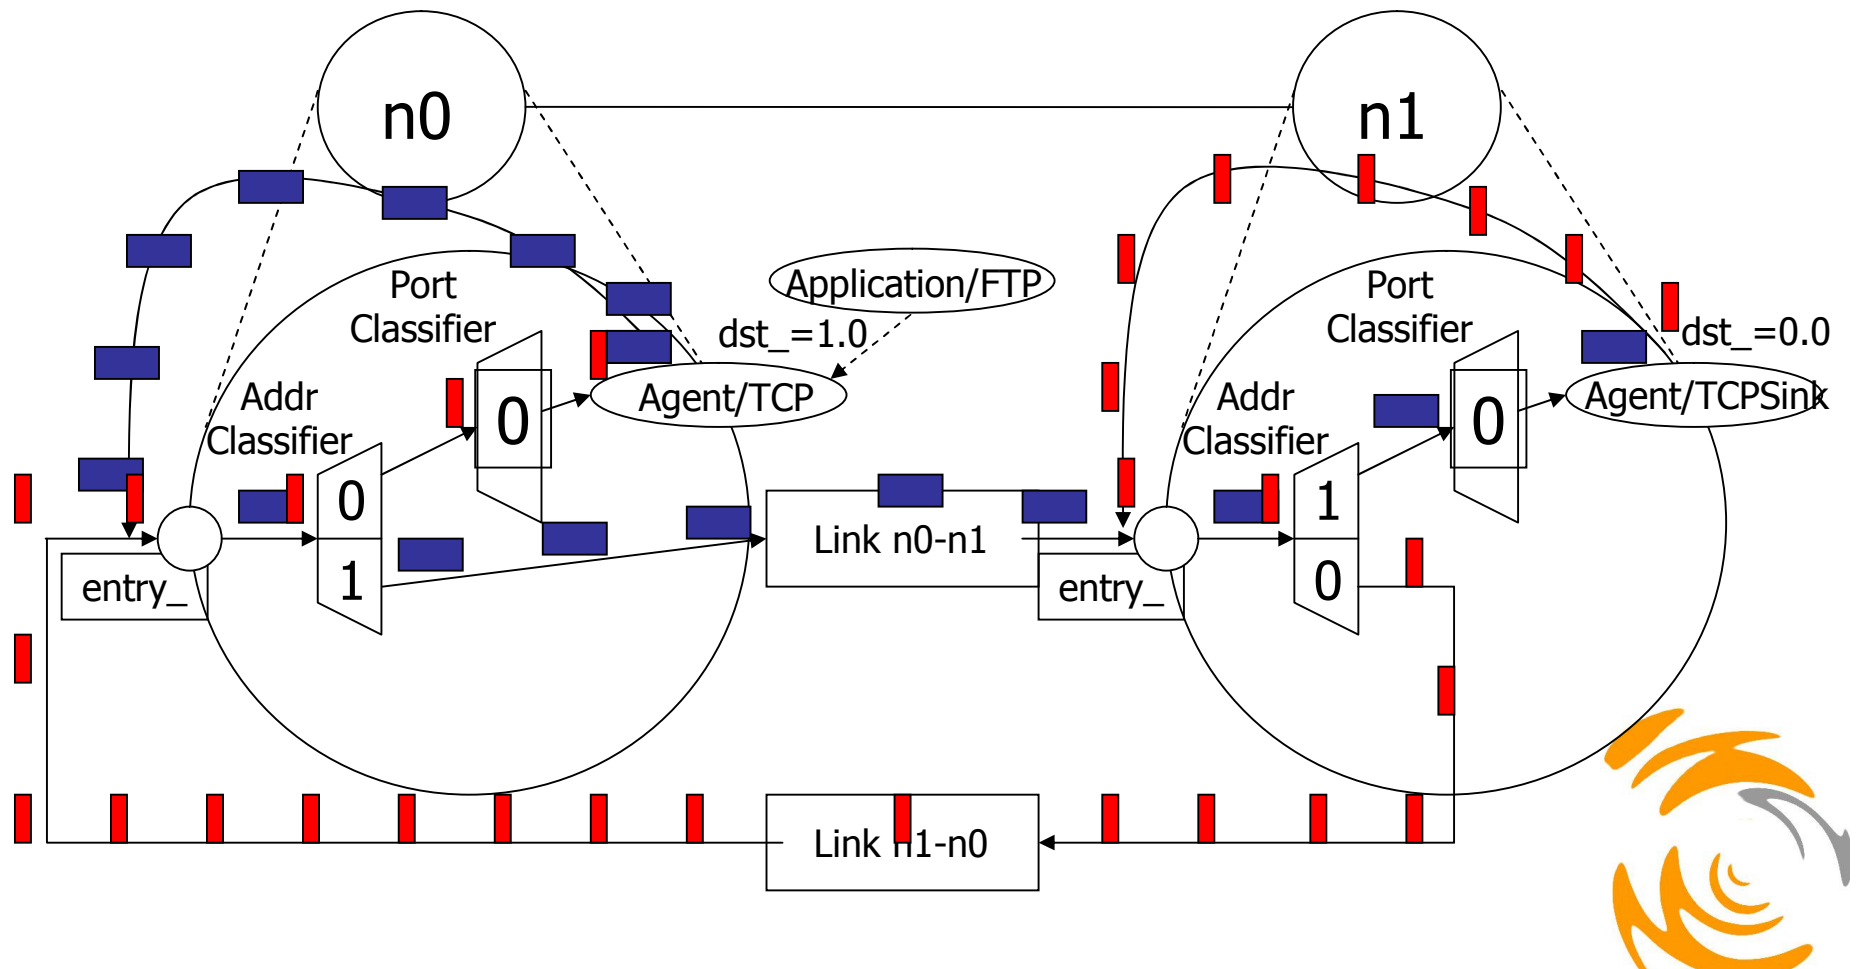 n0
n1
Port
Classifier
Application/FTP
dst_=1.0
Port
Classifier
dst_=0.0
Addr
Classifier
0
Agent/TCP
Addr
Classifier
0
Agent/TCPSink
0
1
entry_
Link n0-n1
1
0
entry_
Link n1-n0